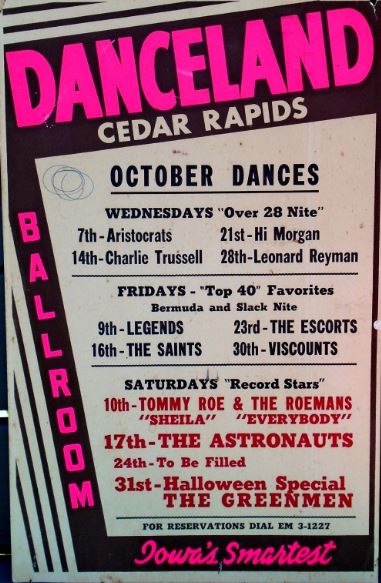 DANCELAND
CEDAR RAPIDS
BALLROOM
OCTOBER DANCES
WEDNESDAYS "Over 28 Nite"
7th-Aristocrats 21st-Hi Morgan
14th-Charlie Trussell 28th-Leonard Reyman
FRIDAYS - "Top 40" Favorites
Bermuda and Slack Nite
9th-LEGENDS 23rd-THE ESCORTS
16th-THE SAINTS 30th-VISCOUNTS
SATURDAYS "Record Stars"
10th-TOMMY ROE & THE ROEMANS
"SHEILA" "EVERYBODY"
17th-THE ASTRONAUTS
24th-To Be Filled
31st-Halloween Special
THE GREENMEN
FOR RESERVATIONS DIAL EM 3-1227
Iowa's Smartest